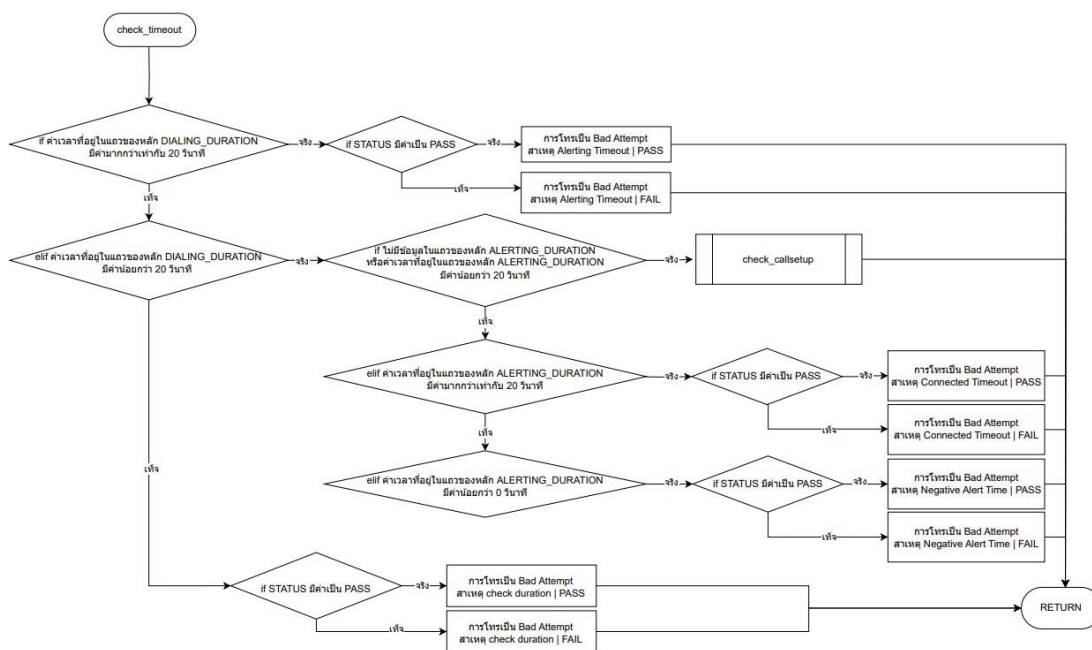 check_timeout
if ค่าเวลาที่อยู่ในแถวของหลัก DIALING_DURATION
มีค่ามากกว่าเท่ากับ 20 วินาที
จริง
if STATUS มีค่าเป็น PASS
จริง
การโทรเป็น Bad Attempt
สาเหตุ Alerting Timeout | PASS
เท็จ
การโทรเป็น Bad Attempt
สาเหตุ Alerting Timeout | FAIL
เท็จ
elif ค่าเวลาที่อยู่ในแถวของหลัก DIALING_DURATION
มีค่าน้อยกว่า 20 วินาที
จริง
if ไม่มีข้อมูลในแถวของหลัก ALERTING_DURATION
หรือค่าเวลาที่อยู่ในแถวของหลัก ALERTING_DURATION
มีค่าน้อยกว่า 20 วินาที
จริง
check_callsetup
เท็จ
elif ค่าเวลาที่อยู่ในแถวของหลัก ALERTING_DURATION
มีค่ามากกว่าเท่ากับ 20 วินาที
จริง
if STATUS มีค่าเป็น PASS
จริง
การโทรเป็น Bad Attempt
สาเหตุ Connected Timeout | PASS
เท็จ
การโทรเป็น Bad Attempt
สาเหตุ Connected Timeout | FAIL
เท็จ
elif ค่าเวลาที่อยู่ในแถวของหลัก ALERTING_DURATION
มีค่าน้อยกว่า 0 วินาที
จริง
if STATUS มีค่าเป็น PASS
จริง
การโทรเป็น Bad Attempt
สาเหตุ Negative Alert Time | PASS
เท็จ
การโทรเป็น Bad Attempt
สาเหตุ Negative Alert Time | FAIL
เท็จ
if STATUS มีค่าเป็น PASS
จริง
การโทรเป็น Bad Attempt
สาเหตุ check duration | PASS
เท็จ
การโทรเป็น Bad Attempt
สาเหตุ check duration | FAIL
RETURN